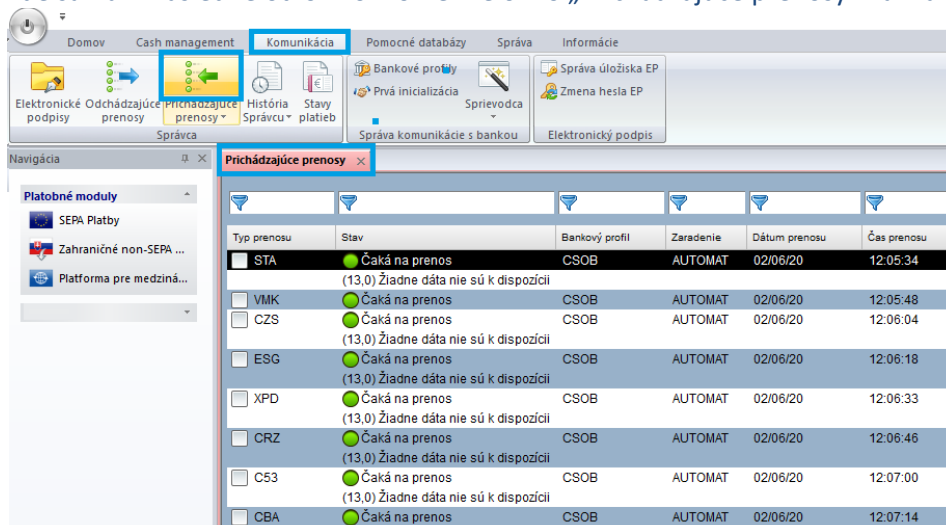 „Prichádzajúce prenosy“
Domov Cash management Komunikácia Pomocné databázy Správa Informácie
Elektronické podpisy
Odchádzajúce prenosy
Prichádzajúce prenosy
História Správcu
Stavy platieb
Správca
Bankové profily
Prvá inicializácia
Sprievodca
Správa komunikácie s bankou
Správa úložiska EP
Zmena hesla EP
Elektronický podpis
Navigácia
Platobné moduly
SEPA Platby
Zahraničné non-SEPA ...
Platforma pre medziná...
Prichádzajúce prenosy
Typ prenosu Stav Bankový profil Zaradenie Dátum prenosu Čas prenosu
STA Čaká na prenos CSOB AUTOMAT 02/06/20 12:05:34
(13,0) Žiadne dáta nie sú k dispozícii
VMK Čaká na prenos CSOB AUTOMAT 02/06/20 12:05:48
CZS Čaká na prenos CSOB AUTOMAT 02/06/20 12:06:04
(13,0) Žiadne dáta nie sú k dispozícii
ESG Čaká na prenos CSOB AUTOMAT 02/06/20 12:06:18
(13,0) Žiadne dáta nie sú k dispozícii
XPD Čaká na prenos CSOB AUTOMAT 02/06/20 12:06:33
(13,0) Žiadne dáta nie sú k dispozícii
CRZ Čaká na prenos CSOB AUTOMAT 02/06/20 12:06:46
(13,0) Žiadne dáta nie sú k dispozícii
C53 Čaká na prenos CSOB AUTOMAT 02/06/20 12:07:00
(13,0) Žiadne dáta nie sú k dispozícii
CBA Čaká na prenos CSOB AUTOMAT 02/06/20 12:07:14